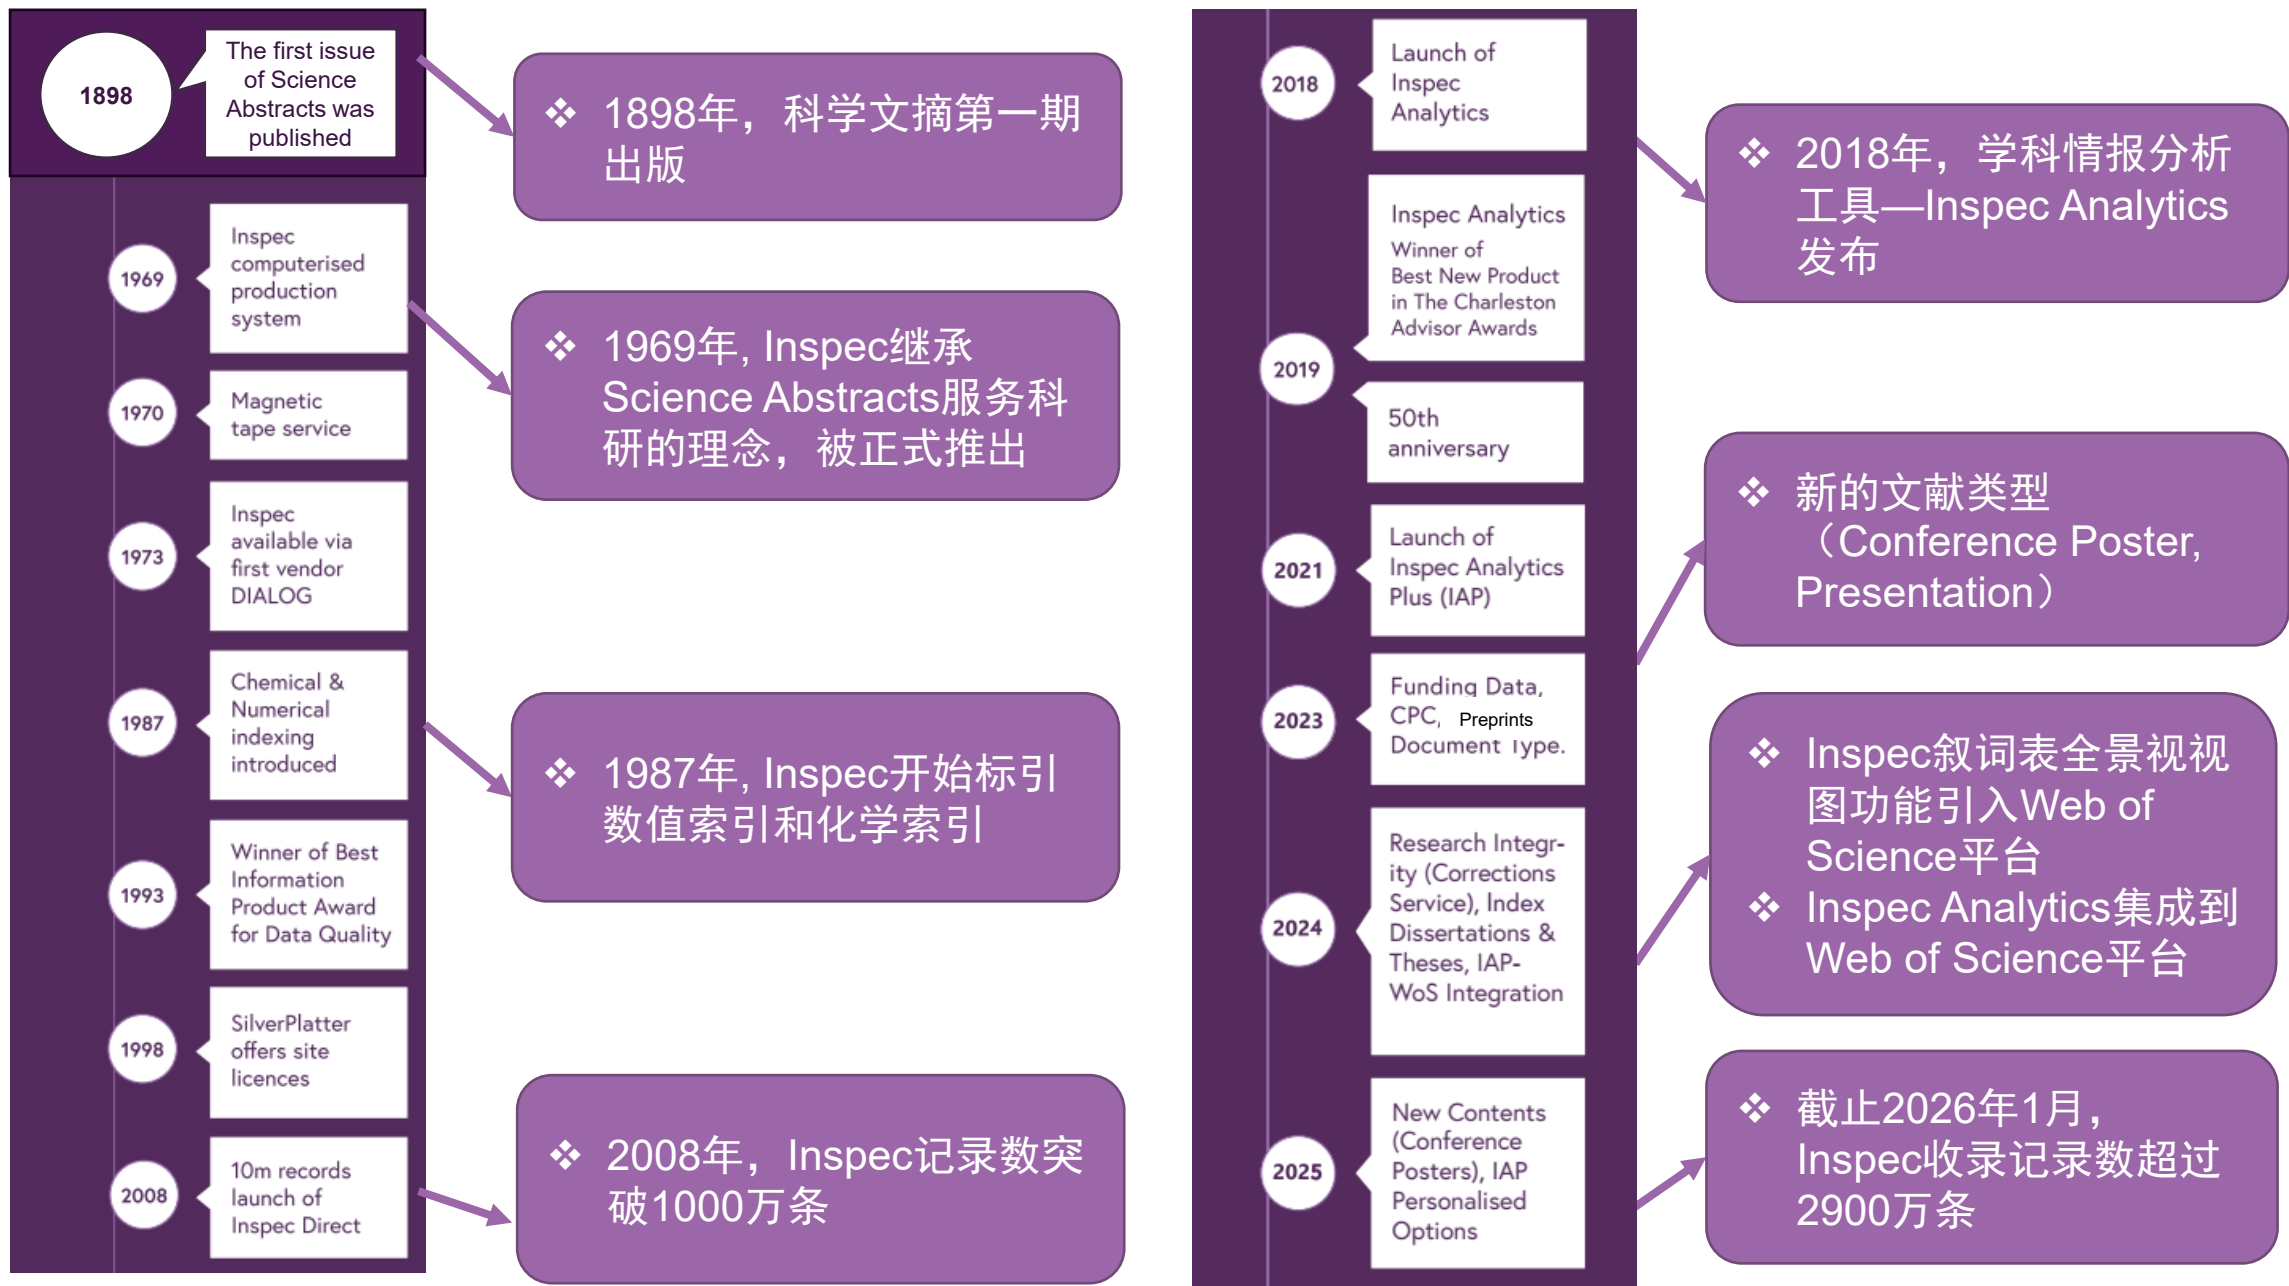 1898
The first issue
of Science
Abstracts was
published
1898年，科学文摘第一期
出版
1969
Inspec
computerised
production
system
1969年, Inspec继承
Science Abstracts服务科
研的理念，被正式推出
1970
Magnetic
tape service
1973
Inspec
available via
first vendor
DIALOG
1987
Chemical &
Numerical
indexing
introduced
1987年, Inspec开始标引
数值索引和化学索引
1993
Winner of Best
Information
Product Award
for Data Quality
1998
SilverPlatter
offers site
licences
2008
10m records
launch of
Inspec Direct
2008年，Inspec记录数突
破1000万条
2018
Launch of
Inspec
Analytics
2018年，学科情报分析
工具—Inspec Analytics
发布
2019
Inspec Analytics
Winner of
Best New Product
in The Charleston
Advisor Awards
50th
anniversary
2021
Launch of
Inspec Analytics
Plus (IAP)
新的文献类型
（Conference Poster,
Presentation）
2023
Funding Data,
CPC, Preprints
Document Type.
2024
Research Integr-
ity (Corrections
Service), Index
Dissertations &
Theses, IAP-
WoS Integration
Inspec叙词表全景视视
图功能引入Web of
Science平台
Inspec Analytics集成到
Web of Science平台
2025
New Contents
(Conference
Posters), IAP
Personalised
Options
截止2026年1月，
Inspec收录记录数超过
2900万条